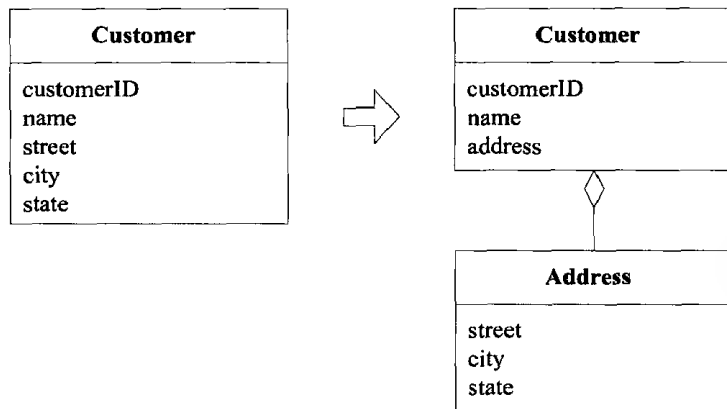 Customer
customerID
name
street
city
state
Customer
customerID
name
address
Address
street
city
state